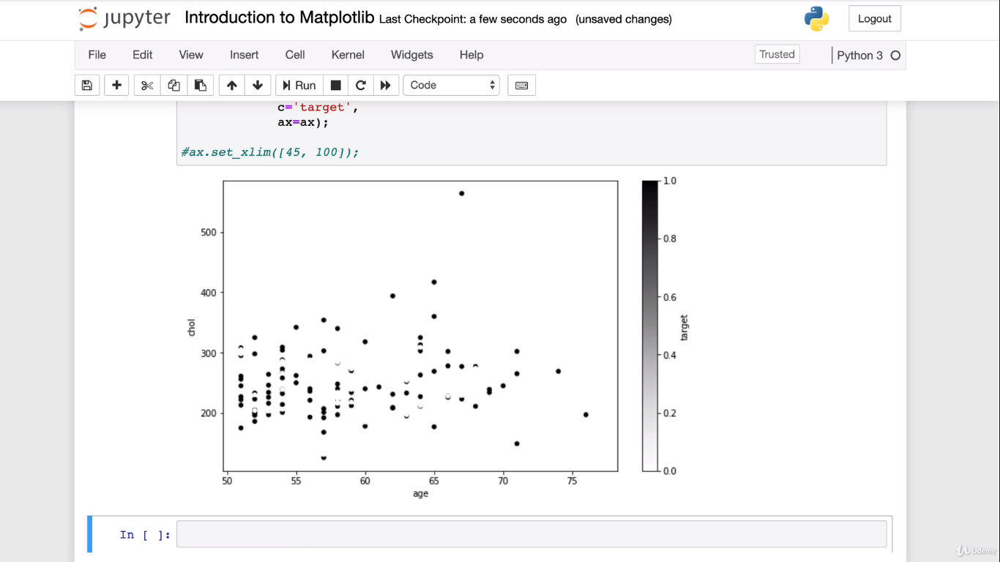 jupyter Introduction to Matplotlib Last Checkpoint: a few seconds ago (unsaved changes) Logout
File Edit View Insert Cell Kernel Widgets Help Trusted Python 3
Run Code
c='target',
ax=ax);
#ax.set_xlim([45, 100]);
1.0
500
0.8
400
0.6
chol
target
300
0.4
200
0.2
0.0
50 55 60 65 70 75
age
In [ ]:
Udemy